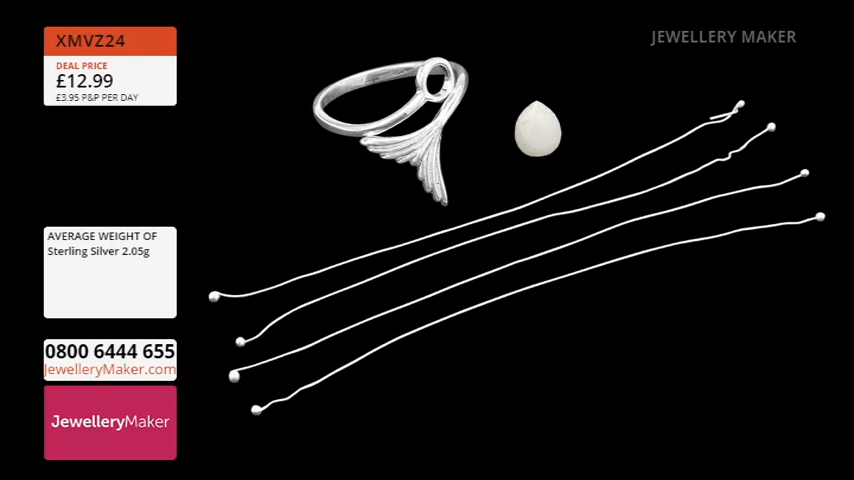 XMVZ24
DEAL PRICE
£12.99
£3.95 P&P PER DAY
JEWELLERY MAKER
AVERAGE WEIGHT OF
Sterling Silver 2.05g
0800 6444 655
JewelleryMaker.com
JewelleryMaker